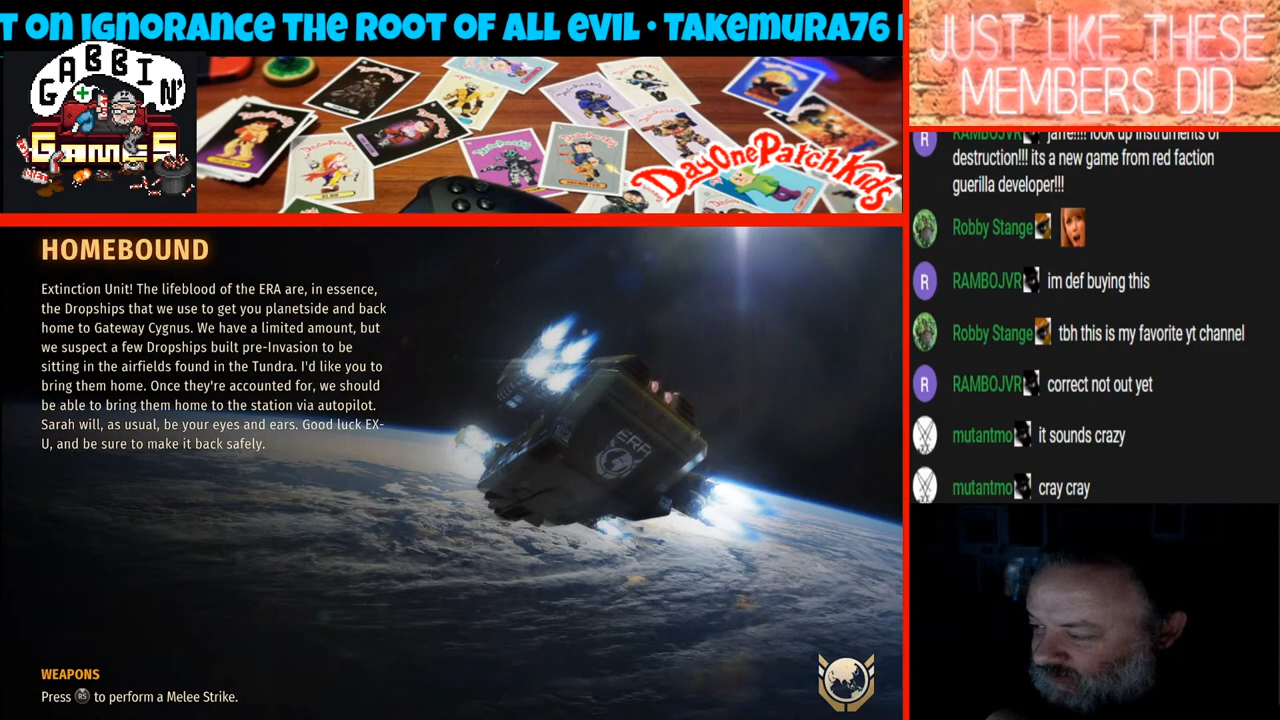 T ON IGNORANCE THE ROOT OF ALL EVIL • TAKEMURA76
GABBIN'
GAMES
DayOnePatchKids
JUST LIKE THESE
MEMBERS DID
RAMBOJVR jarre!!!! look up instruments of
destruction!!! its a new game from red faction
guerilla developer!!!
Robby Stange
RAMBOJVR im def buying this
Robby Stange tbh this is my favorite yt channel
RAMBOJVR correct not out yet
mutantmo it sounds crazy
mutantmo cray cray
HOMEBOUND
Extinction Unit! The lifeblood of the ERA are, in essence,
the Dropships that we use to get you planetside and back
home to Gateway Cygnus. We have a limited amount, but
we suspect a few Dropships built pre-Invasion to be
sitting in the airfields found in the Tundra. I'd like you to
bring them home. Once they're accounted for, we should
be able to bring them home to the station via autopilot.
Sarah will, as usual, be your eyes and ears. Good luck EX-
U, and be sure to make it back safely.
ERA
WEAPONS
Press RS to perform a Melee Strike.